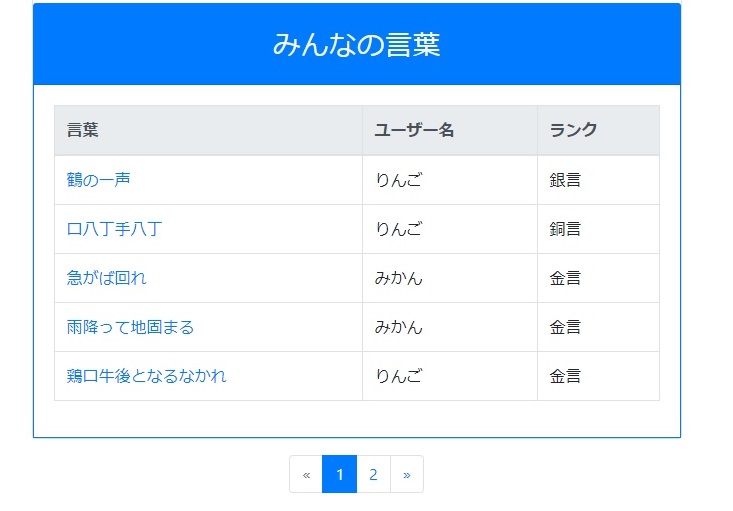 みんなの言葉
言葉 ユーザー名 ランク
鶴の一声 りんご 銀言
口八丁手八丁 りんご 銅言
急がば回れ みかん 金言
雨降って地固まる みかん 金言
鶏口牛後となるなかれ りんご 金言
« 1 2 »